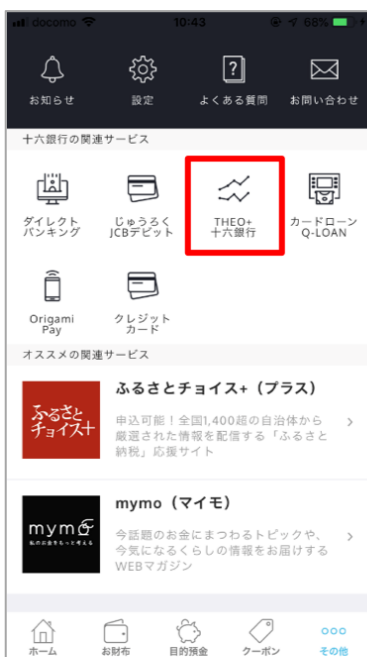 docomo 10:43 68%
お知らせ 設定 よくある質問 お問い合わせ
十六銀行の関連サービス
ダイレクト
バンキング
じゅうろく
JCBデビット
THEO+
十六銀行
カードローン
Q-LOAN
Origami
Pay
クレジット
カード
オススメの関連サービス
ふるさと
チョイス+
ふるさとチョイス+（プラス）
申込可能！全国1,400超の自治体から
厳選された情報を配信する「ふるさと
納税」応援サイト
mymo
私のお金をもっと考える
mymo（マイモ）
今話題のお金にまつわるトピックや、
今気になるくらしの情報をお届けする
WEBマガジン
ホーム お財布 目的預金 クーポン その他